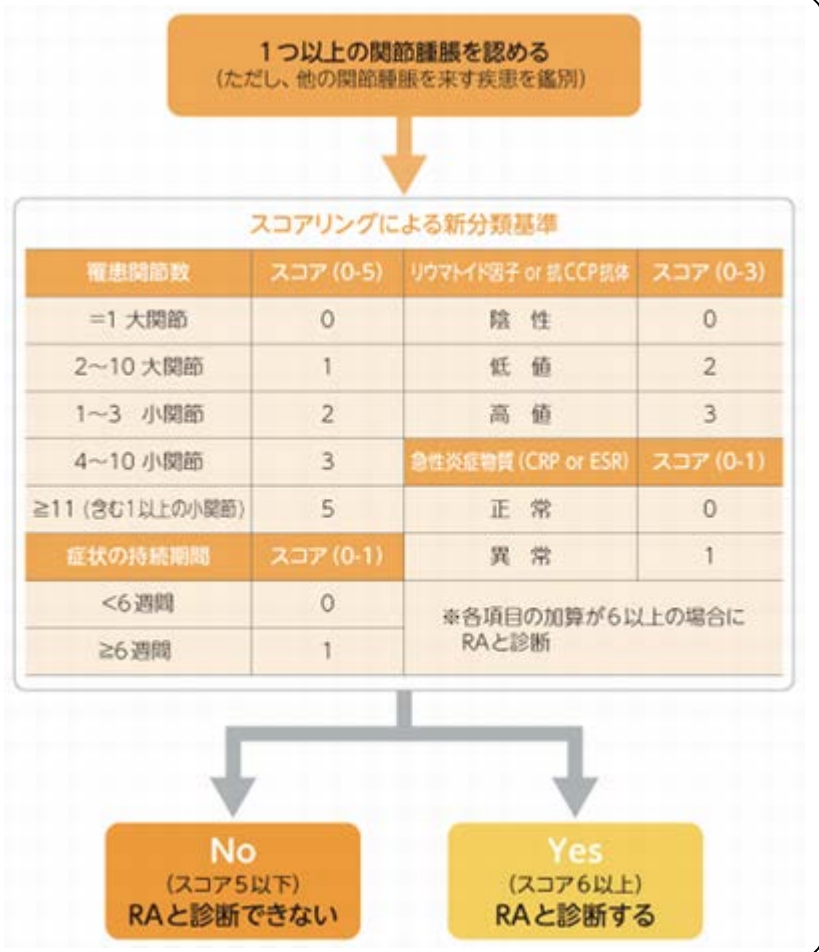 1つ以上の関節腫脹を認める
(ただし、他の関節腫脹を来す疾患を鑑別)
スコアリングによる新分類基準
罹患関節数 スコア (0-5) リウマトイド因子 or 抗CCP抗体 スコア (0-3)
=1 大関節 0 陰 性 0
2～10 大関節 1 低 値 2
1～3 小関節 2 高 値 3
4～10 小関節 3 急性炎症物質 (CRP or ESR) スコア (0-1)
≧11 (含む1以上の小関節) 5 正 常 0
症状の持続期間 スコア (0-1) 異 常 1
<6週間 0
≧6週間 1
※各項目の加算が6以上の場合に
RAと診断
No
(スコア5以下)
RAと診断できない
Yes
(スコア6以上)
RAと診断する